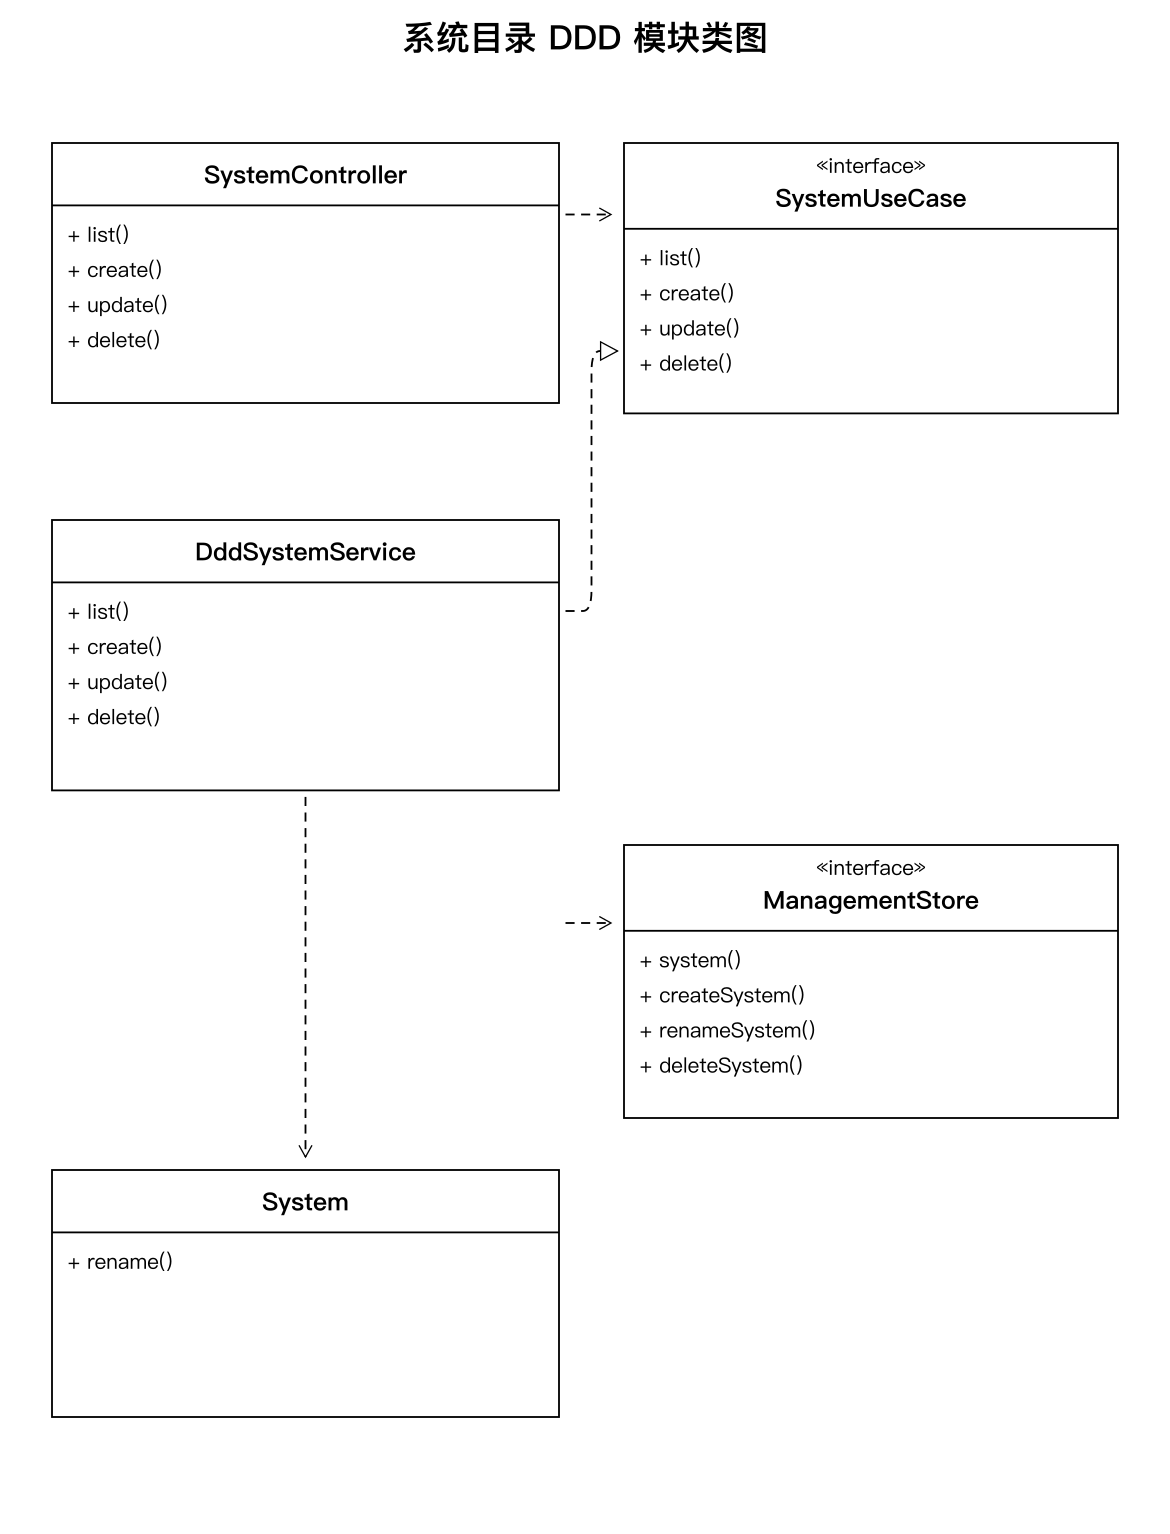 系统目录 DDD 模块类图
SystemController
+ list()
+ create()
+ update()
+ delete()
«interface»
SystemUseCase
+ list()
+ create()
+ update()
+ delete()
DddSystemService
+ list()
+ create()
+ update()
+ delete()
«interface»
ManagementStore
+ system()
+ createSystem()
+ renameSystem()
+ deleteSystem()
System
+ rename()